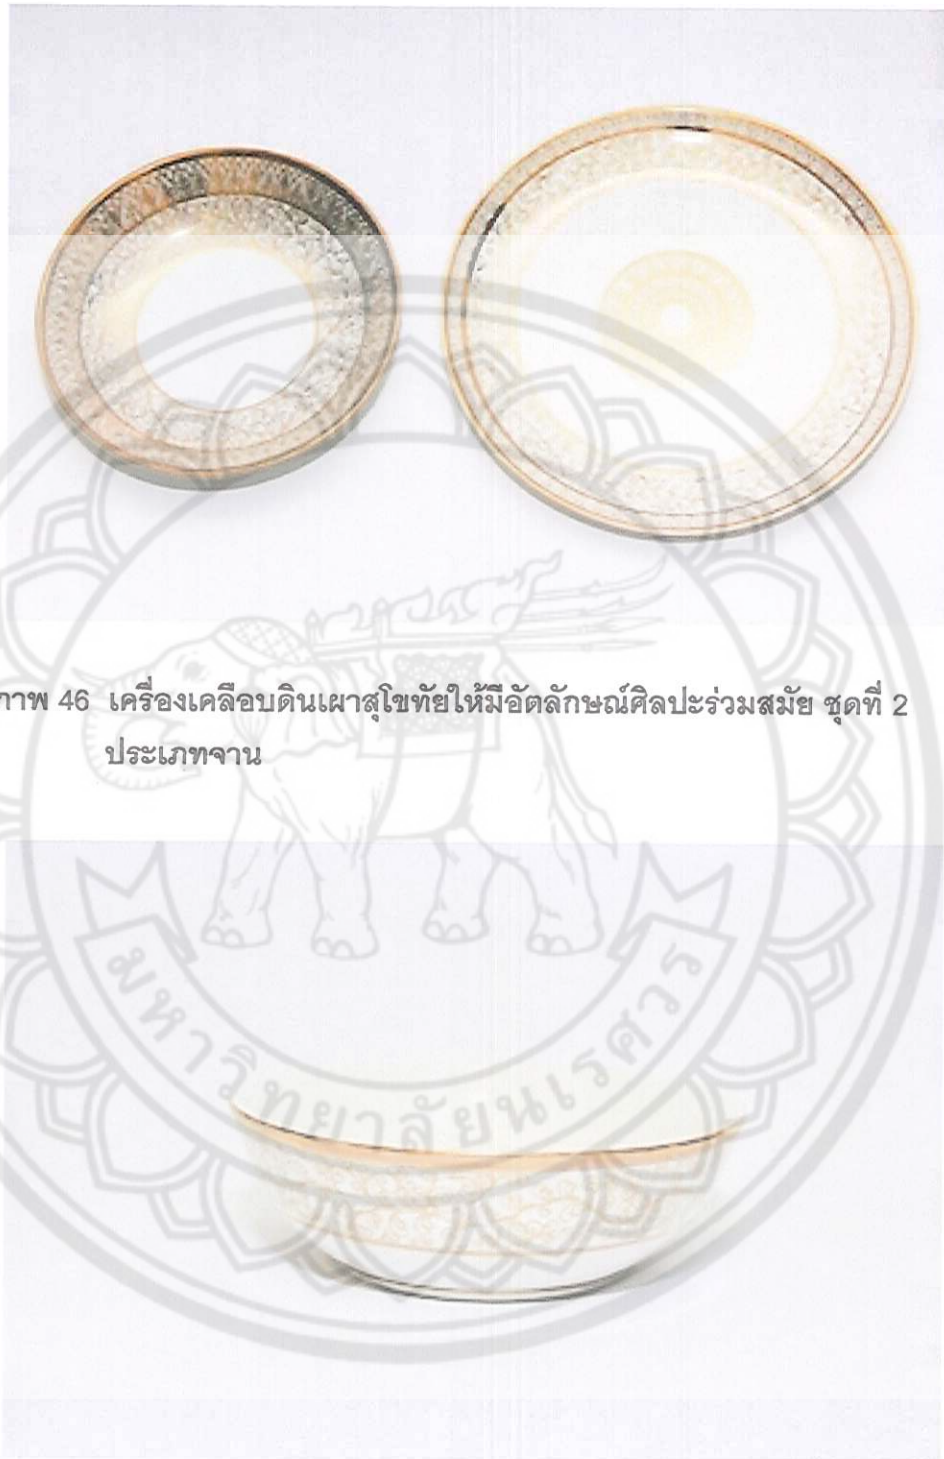 ภาพ 46 เครื่องเคลือบดินเผาสุโขทัยให้มีอัตลักษณ์ศิลปะร่วมสมัย ชุดที่ 2
ประเภทจาน
มหาวิทยาลัยนเรศวร